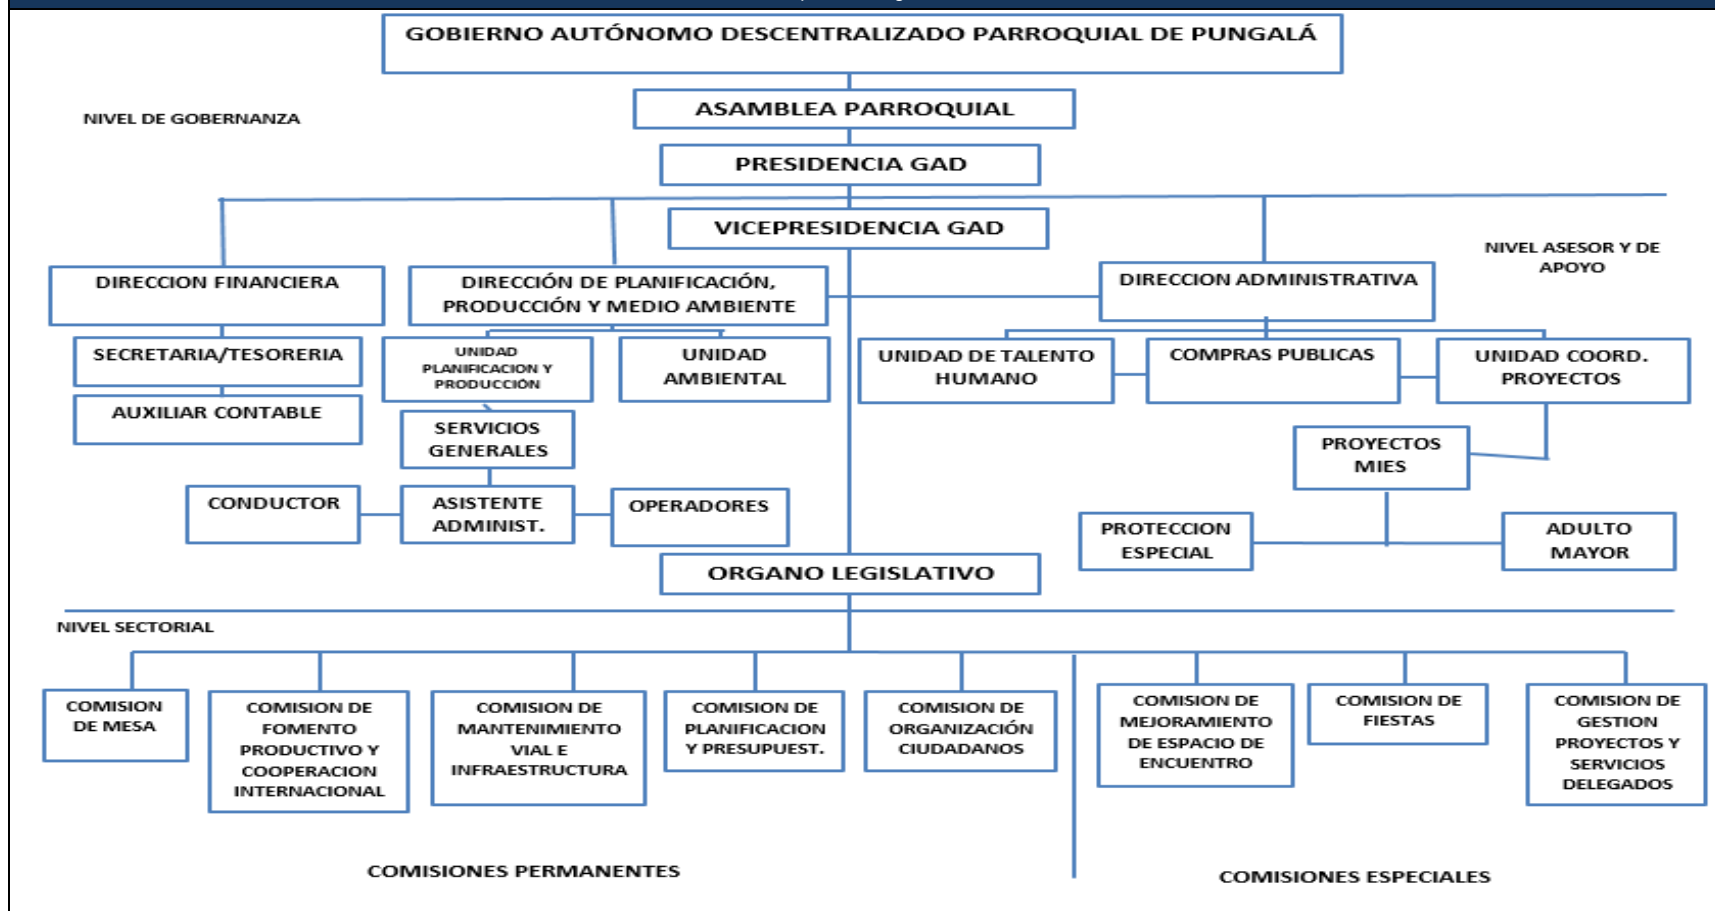 GOBIERNO AUTÓNOMO DESCENTRALIZADO PARROQUIAL DE PUNGALÁ
ASAMBLEA PARROQUIAL
NIVEL DE GOBERNANZA
PRESIDENCIA GAD
VICEPRESIDENCIA GAD
NIVEL ASESOR Y DE
APOYO
DIRECCION FINANCIERA
DIRECCIÓN DE PLANIFICACIÓN,
PRODUCCIÓN Y MEDIO AMBIENTE
DIRECCION ADMINISTRATIVA
SECRETARIA/TESORERIA
UNIDAD
PLANIFICACION Y
PRODUCCIÓN
UNIDAD
AMBIENTAL
UNIDAD DE TALENTO
HUMANO
COMPRAS PUBLICAS
UNIDAD COORD.
PROYECTOS
AUXILIAR CONTABLE
SERVICIOS
GENERALES
PROYECTOS
MIES
CONDUCTOR
ASISTENTE
ADMINIST.
OPERADORES
PROTECCION
ESPECIAL
ADULTO
MAYOR
ORGANO LEGISLATIVO
NIVEL SECTORIAL
COMISION
DE MESA
COMISION DE
FOMENTO
PRODUCTIVO Y
COOPERACION
INTERNACIONAL
COMISION DE
MANTENIMIENTO
VIAL E
INFRAESTRUCTURA
COMISION DE
PLANIFICACION
Y PRESUPUEST.
COMISION DE
ORGANIZACIÓN
CIUDADANOS
COMISION DE
MEJORAMIENTO
DE ESPACIO DE
ENCUENTRO
COMISION DE
FIESTAS
COMISION DE
GESTION
PROYECTOS Y
SERVICIOS
DELEGADOS
COMISIONES PERMANENTES
COMISIONES ESPECIALES